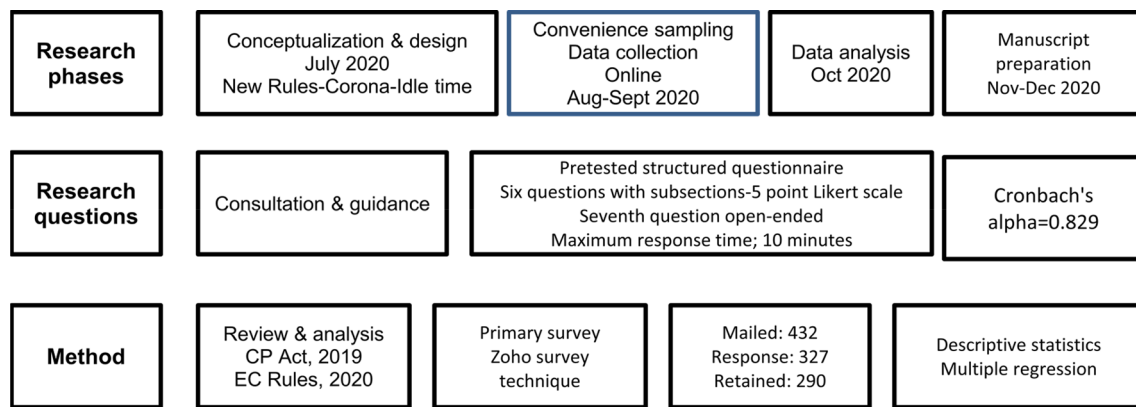 Research
phases
Conceptualization & design
July 2020
New Rules-Corona-Idle time
Convenience sampling
Data collection
Online
Aug-Sept 2020
Data analysis
Oct 2020
Manuscript
preparation
Nov-Dec 2020
Research
questions
Consultation & guidance
Pretested structured questionnaire
Six questions with subsections-5 point Likert scale
Seventh question open-ended
Maximum response time; 10 minutes
Cronbach's
alpha=0.829
Method
Review & analysis
CP Act, 2019
EC Rules, 2020
Primary survey
Zoho survey
technique
Mailed: 432
Response: 327
Retained: 290
Descriptive statistics
Multiple regression